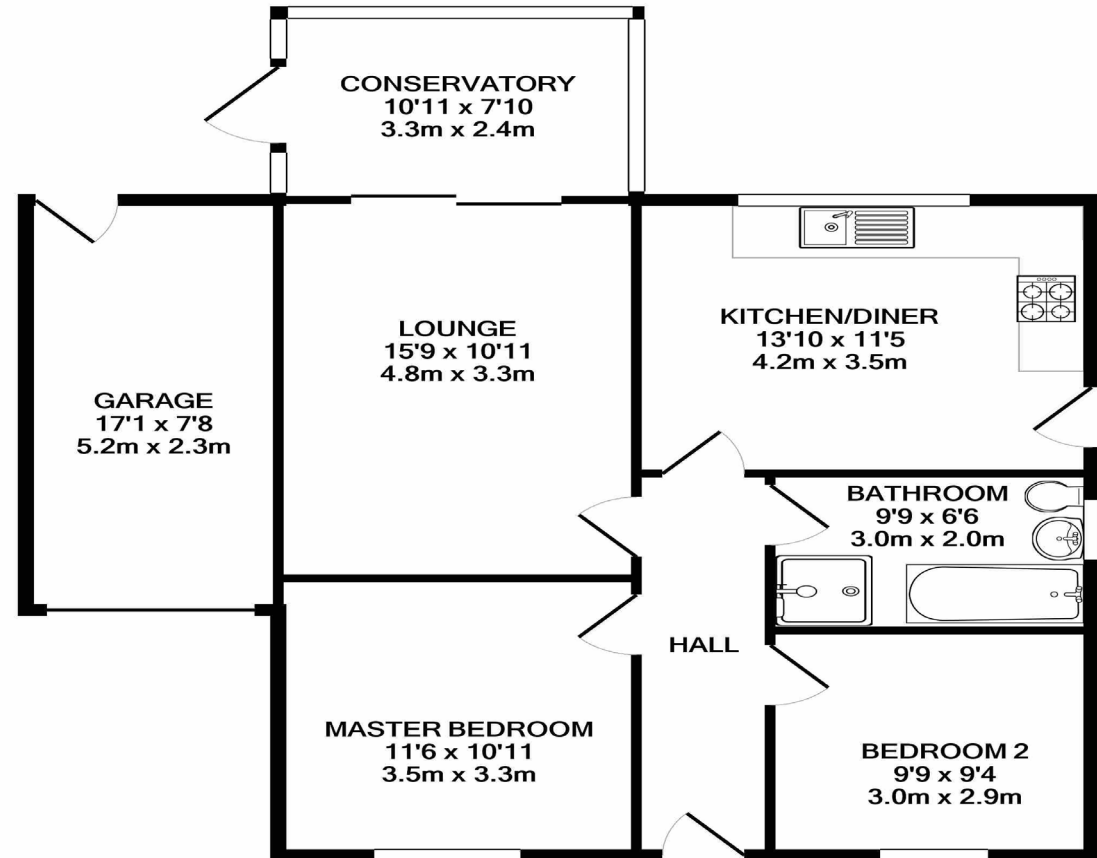 CONSERVATORY
10'11 x 7'10
3.3m x 2.4m
LOUNGE
15'9 x 10'11
4.8m x 3.3m
KITCHEN/DINER
13'10 x 11'5
4.2m x 3.5m
GARAGE
17'1 x 7'8
5.2m x 2.3m
BATHROOM
9'9 x 6'6
3.0m x 2.0m
HALL
MASTER BEDROOM
11'6 x 10'11
3.5m x 3.3m
BEDROOM 2
9'9 x 9'4
3.0m x 2.9m